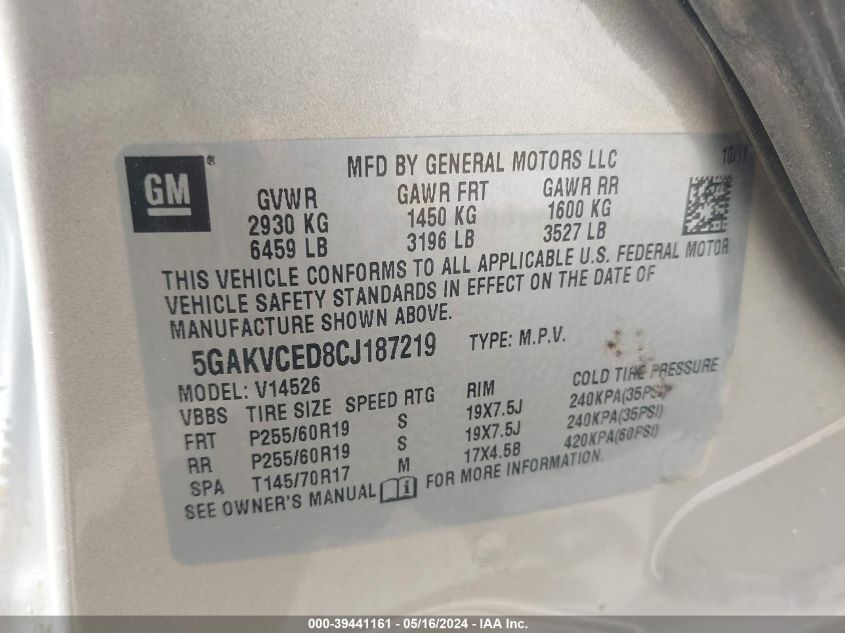 GM ®
MFD BY GENERAL MOTORS LLC 10/11
GVWR GAWR FRT GAWR RR
2930 KG 1450 KG 1600 KG
6459 LB 3196 LB 3527 LB
THIS VEHICLE CONFORMS TO ALL APPLICABLE U.S. FEDERAL MOTOR
VEHICLE SAFETY STANDARDS IN EFFECT ON THE DATE OF
MANUFACTURE SHOWN ABOVE.
5GAKVCED8CJ187219 TYPE: M.P.V.
MODEL: V14526
VBBS TIRE SIZE SPEED RTG RIM COLD TIRE PRESSURE
FRT P255/60R19 S 19X7.5J 240KPA(35PSI)
RR P255/60R19 S 19X7.5J 240KPA(35PSI)
SPA T145/70R17 M 17X4.5B 420KPA(60PSI)
SEE OWNER'S MANUAL FOR MORE INFORMATION.
000-39441161 - 05/16/2024 - IAA Inc.